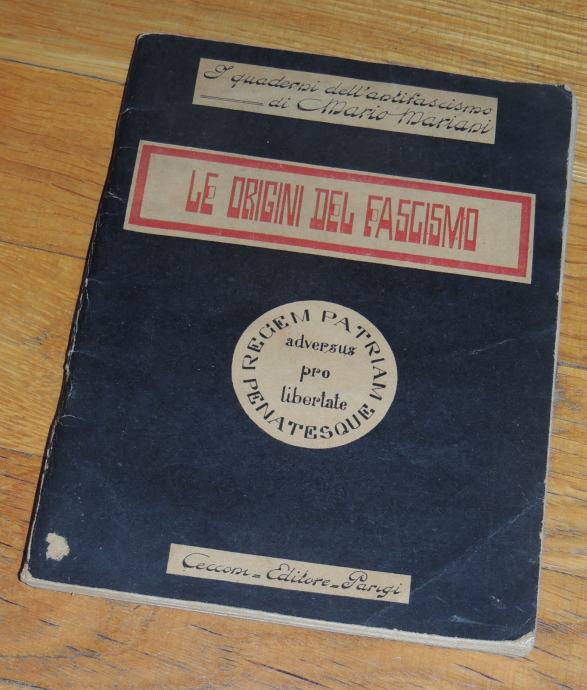 I quaderni dell'antifascismo
di Mario Mariani
LE ORIGINI DEL FASCISMO
REGEM PATRIAM
adversus
pro
libertate
PENATESQUE
Cecconi - Editore - Parigi